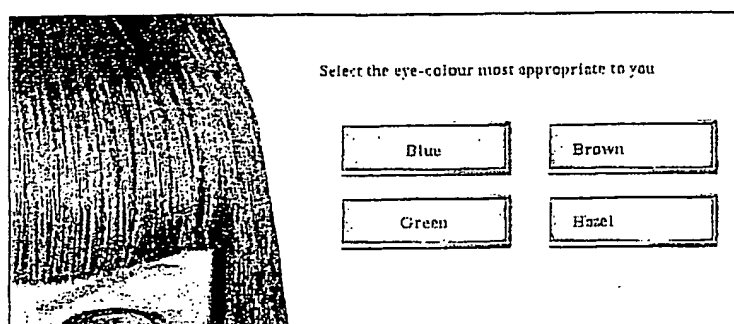 Select the eye-colour most appropriate to you
Blue
Brown
Green
Hazel